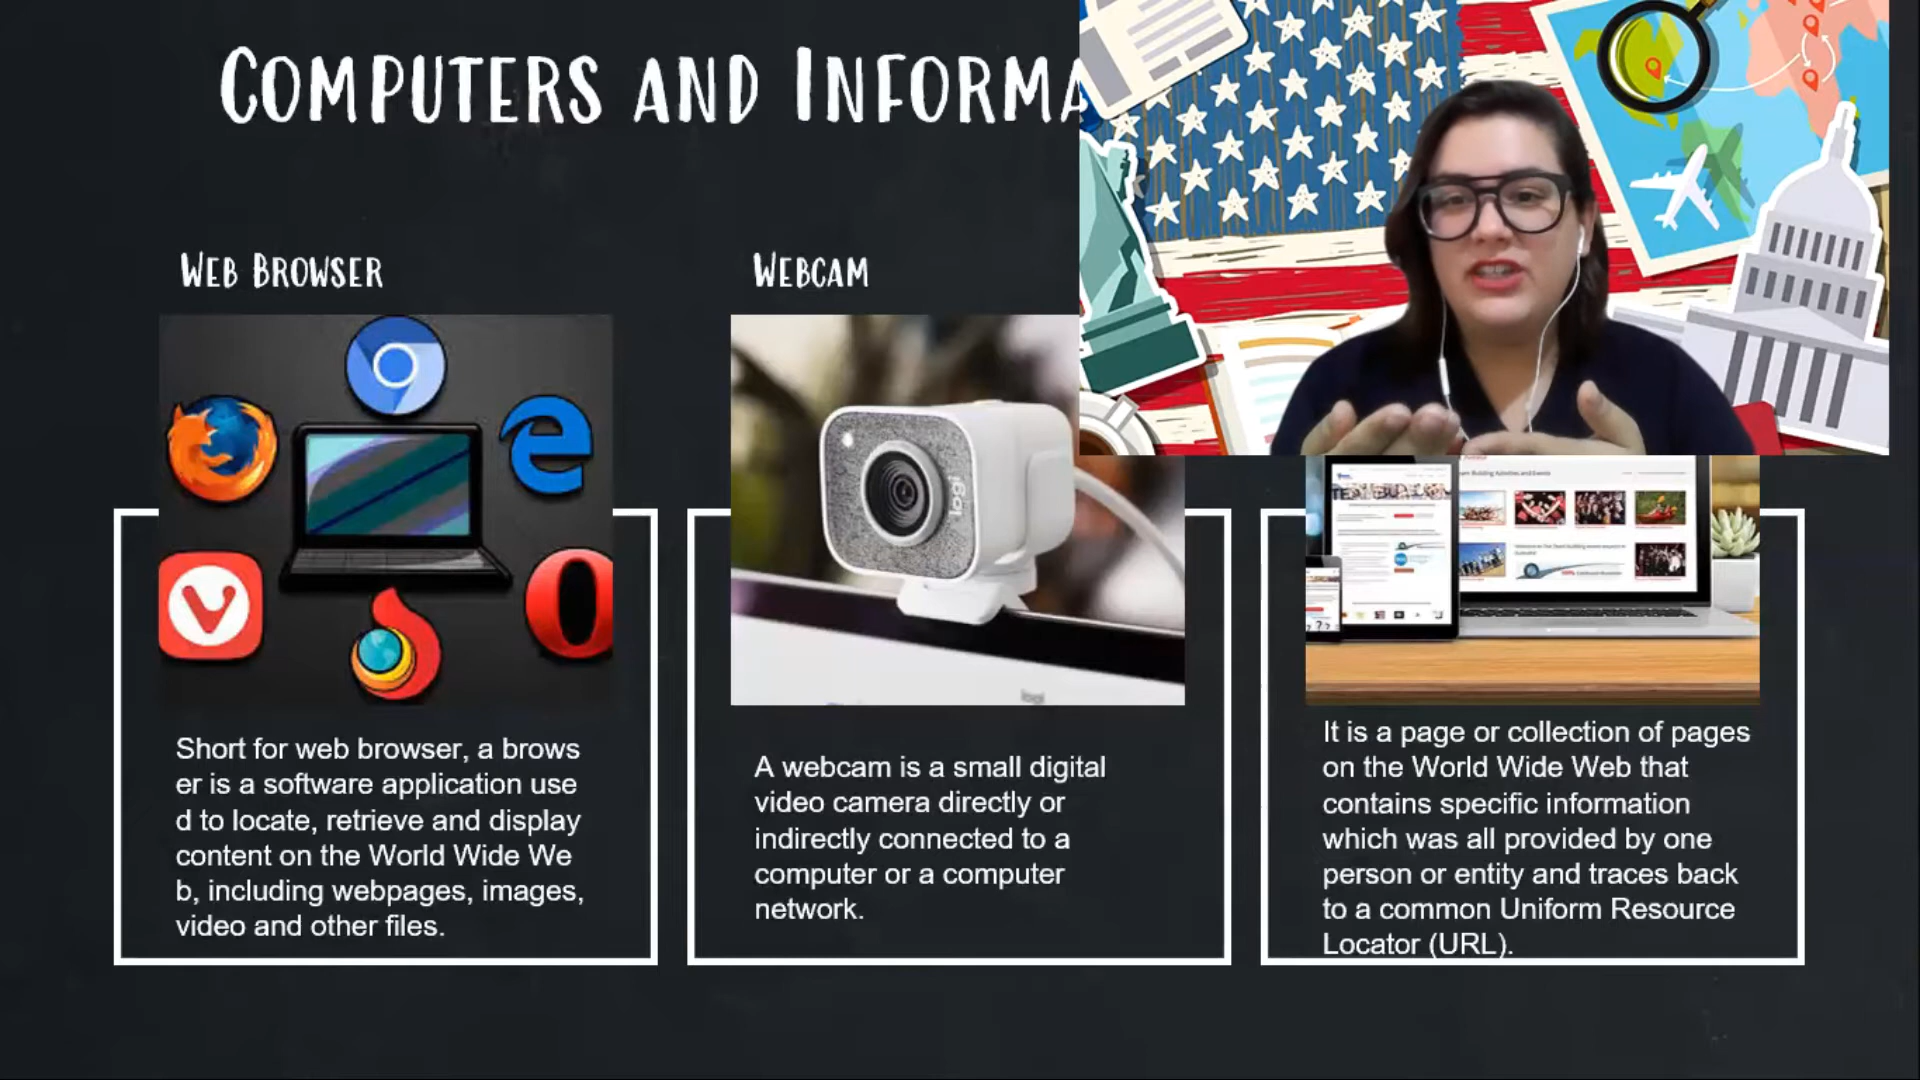 COMPUTERS AND INFORMA
WEB BROWSER
WEBCAM
logi
logi
Short for web browser, a brows
er is a software application use
d to locate, retrieve and display
content on the World Wide We
b, including webpages, images,
video and other files.
A webcam is a small digital
video camera directly or
indirectly connected to a
computer or a computer
network.
It is a page or collection of pages
on the World Wide Web that
contains specific information
which was all provided by one
person or entity and traces back
to a common Uniform Resource
Locator (URL).